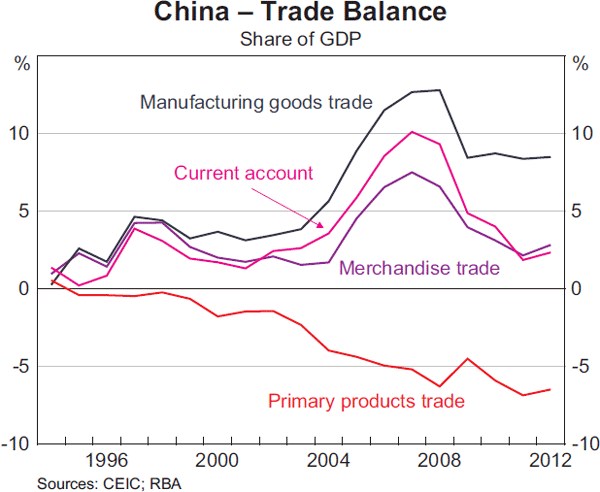 China – Trade Balance
Share of GDP
% %
Manufacturing goods trade
10 10
Current account
5 5
Merchandise trade
0 0
-5 -5
Primary products trade
-10 -10
1996 2000 2004 2008 2012
Sources: CEIC; RBA